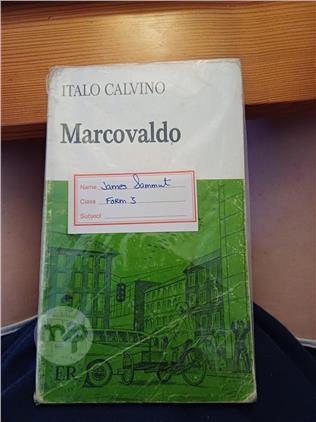 ITALO CALVINO
Marcovaldo
Name James Sammut
Class Form 3
Subject
ER